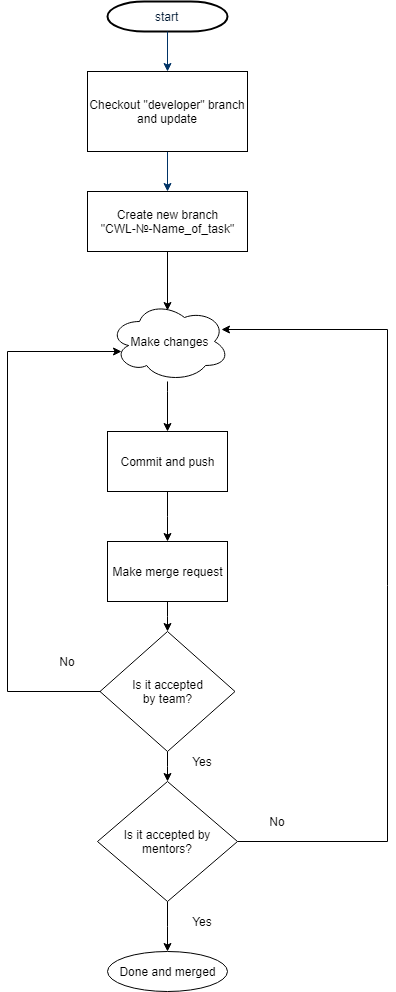 start
Checkout "developer" branch
and update
Create new branch
"CWL-№-Name_of_task"
Make changes
Commit and push
Make merge request
No
Is it accepted
by team?
Yes
Is it accepted by
mentors?
No
Yes
Done and merged